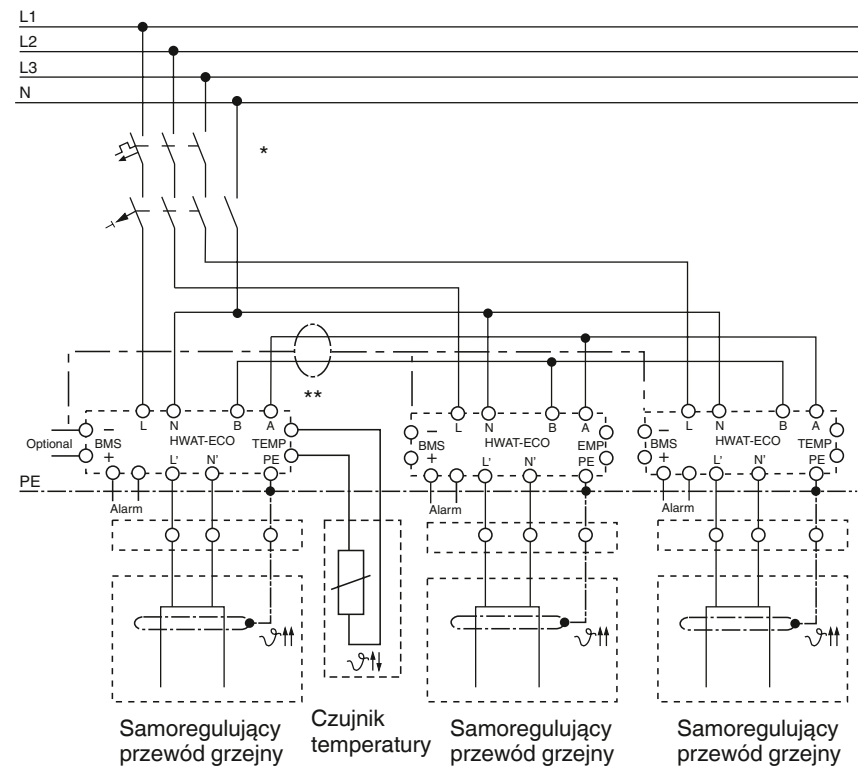 L1
L2
L3
N
*
**
L N B A
Optional
BMS
−
+
HWAT-ECO
TEMP
L' N' PE
L N B A
BMS
−
+
HWAT-ECO
EMP
L' N' PE
L N B A
BMS
−
+
HWAT-ECO
TEMP
L' N' PE
PE
Alarm
Alarm
Alarm
ϑ
ϑ
ϑ
ϑ
Samoregulujący
przewód grzejny
Czujnik
temperatury
Samoregulujący
przewód grzejny
Samoregulujący
przewód grzejny